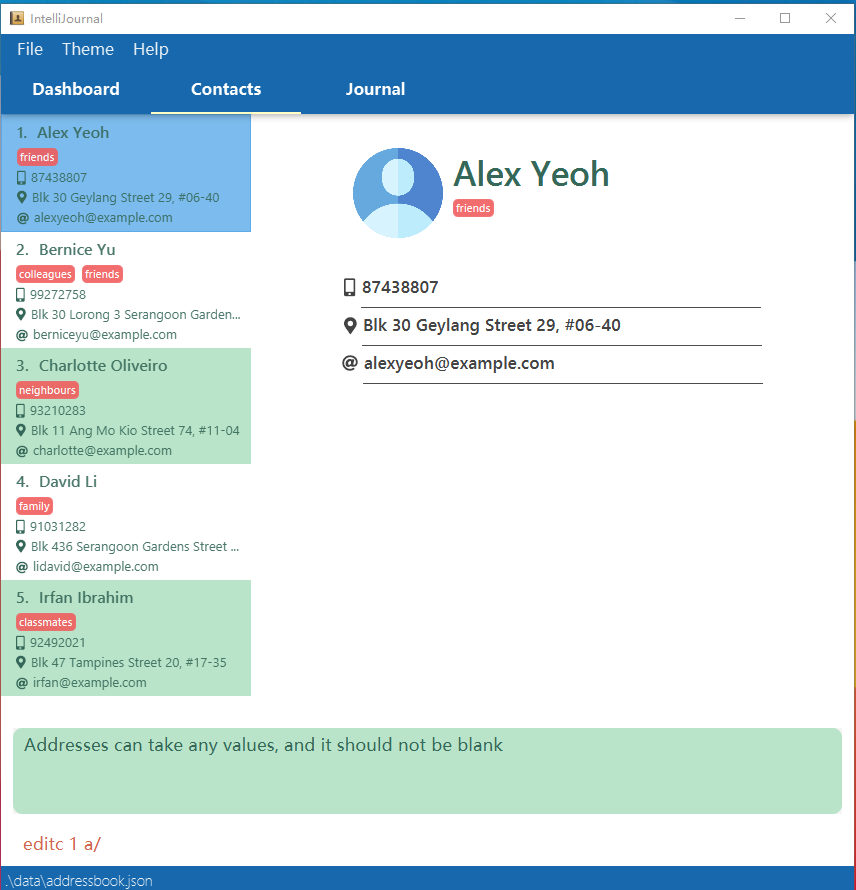 IntelliJournal
File Theme Help
Dashboard Contacts Journal
1. Alex Yeoh
friends
87438807
Blk 30 Geylang Street 29, #06-40
@ alexyeoh@example.com
2. Bernice Yu
colleagues friends
99272758
Blk 30 Lorong 3 Serangoon Garden...
@ berniceyu@example.com
3. Charlotte Oliveiro
neighbours
93210283
Blk 11 Ang Mo Kio Street 74, #11-04
@ charlotte@example.com
4. David Li
family
91031282
Blk 436 Serangoon Gardens Street ...
@ lidavid@example.com
5. Irfan Ibrahim
classmates
92492021
Blk 47 Tampines Street 20, #17-35
@ irfan@example.com
Alex Yeoh
friends
87438807
Blk 30 Geylang Street 29, #06-40
@ alexyeoh@example.com
Addresses can take any values, and it should not be blank
editc 1 a/
.\data\addressbook.json